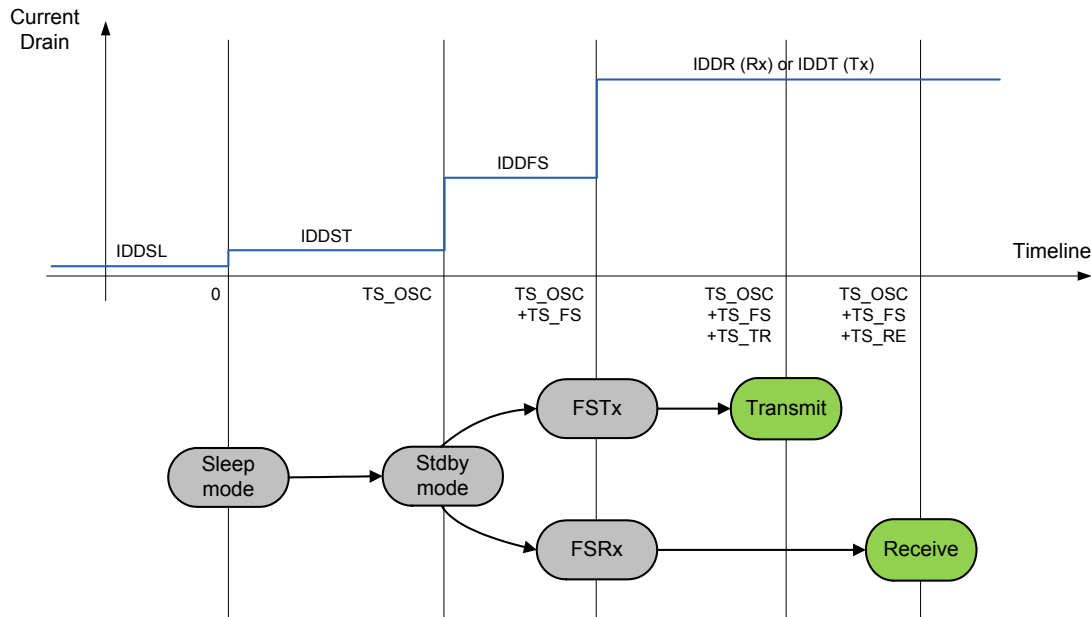 Current
Drain
IDDR (Rx) or IDDT (Tx)
IDDFS
IDDST
IDDSL
Timeline
0
TS_OSC
TS_OSC
+TS_FS
TS_OSC
+TS_FS
+TS_TR
TS_OSC
+TS_FS
+TS_RE
FSTx
Transmit
Sleep
mode
Stdby
mode
FSRx
Receive